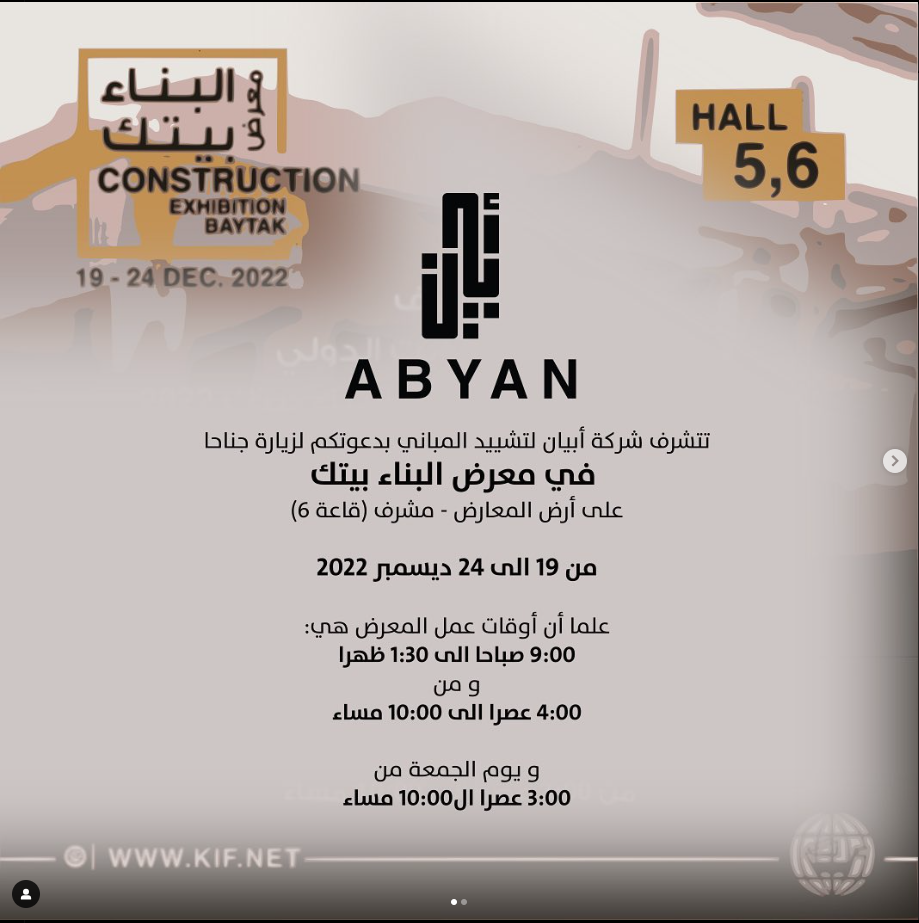 معرض
البناء
بيتك
CONSTRUCTION
EXHIBITION
BAYTAK
19 - 24 DEC. 2022
HALL
5,6
أبيان
ABYAN
تتشرف شركة أبيان لتشييد المباني بدعوتكم لزيارة جناحا
في معرض البناء بيتك
على أرض المعارض - مشرف (قاعة 6)
من 19 الى 24 ديسمبر 2022
علما أن أوقات عمل المعرض هي:
9:00 صباحا الى 1:30 ظهرا
و من
4:00 عصرا الى 10:00 مساء
و يوم الجمعة من
3:00 عصرا ال10:00 مساء
WWW.KIF.NET